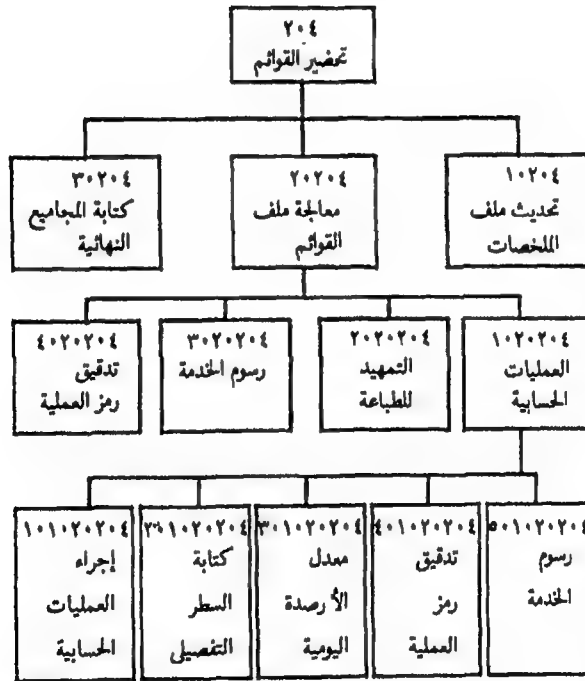 ٢٠٤
تحضير القوائم
١٠٢٠٤
تحديث ملف
الملخصات
٢٠٢٠٤
معالجة ملف
القوائم
٣٠٢٠٤
كتابة المجاميع
النهائية
١٠٢٠٢٠٤
العمليات
الحسابية
٢٠٢٠٢٠٤
التمهيد
للطباعة
٣٠٢٠٢٠٤
رسوم الخدمة
٤٠٢٠٢٠٤
تدقيق
رمز العملية
٥٠١٠٢٠٢٠٤
رسوم
الخدمة
٤٠١٠٢٠٢٠٤
تدقيق
رمز
العملية
٣٠١٠٢٠٢٠٤
معدل
الأرصدة
اليومية
كتابة
السطر
التفصيلى
١٠١٠٢٠٢٠٤
إجراء
العمليات
الحسابية